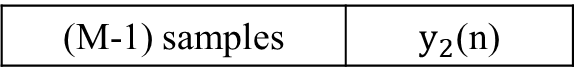 (M-1) samples y₂(n)